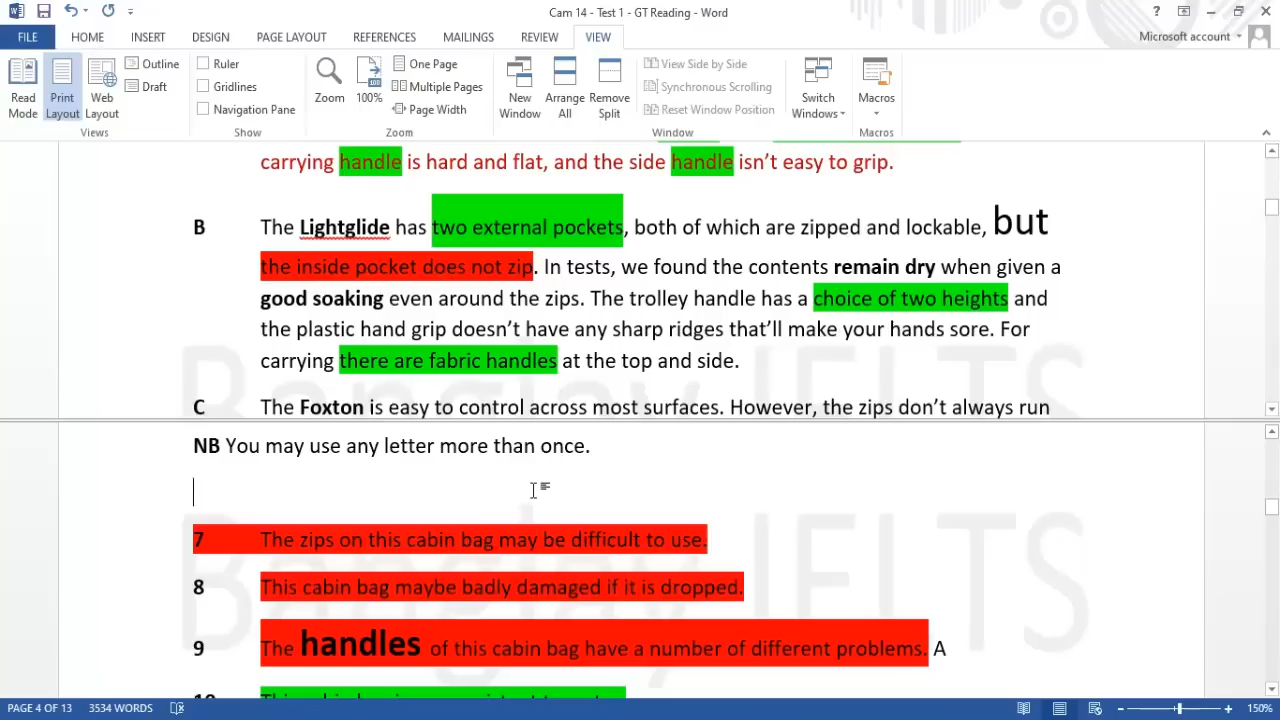 Cam 14 - Test 1 - GT Reading - Word
FILE HOME INSERT DESIGN PAGE LAYOUT REFERENCES MAILINGS REVIEW VIEW Microsoft account
Read Mode
Print Layout
Web Layout
Outline
Draft
Views
Ruler
Gridlines
Navigation Pane
Show
Zoom
100%
One Page
Multiple Pages
Page Width
Zoom
New Window
Arrange All
Remove Split
View Side by Side
Synchronous Scrolling
Reset Window Position
Window
Switch Windows
Macros
Macros
carrying handle is hard and flat, and the side handle isn’t easy to grip.
B The Lightglide has two external pockets, both of which are zipped and lockable, but
the inside pocket does not zip. In tests, we found the contents remain dry when given a
good soaking even around the zips. The trolley handle has a choice of two heights and
the plastic hand grip doesn’t have any sharp ridges that’ll make your hands sore. For
carrying there are fabric handles at the top and side.
C The Foxton is easy to control across most surfaces. However, the zips don’t always run
NB You may use any letter more than once.
7 The zips on this cabin bag may be difficult to use.
8 This cabin bag maybe badly damaged if it is dropped.
9 The handles of this cabin bag have a number of different problems. A
10 This cabin bag
Banglay IELTS
PAGE 4 OF 13 3534 WORDS 150%